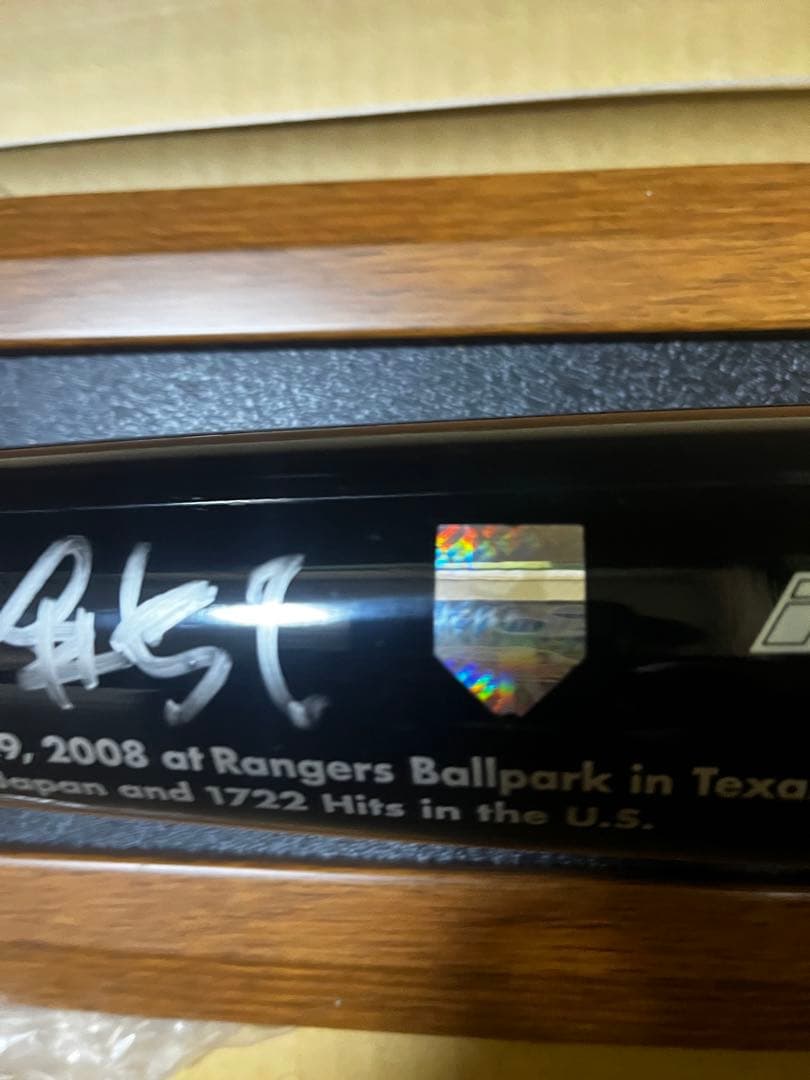 9, 2008 at Rangers Ballpark in Texa
Japan and 1722 Hits in the U.S.